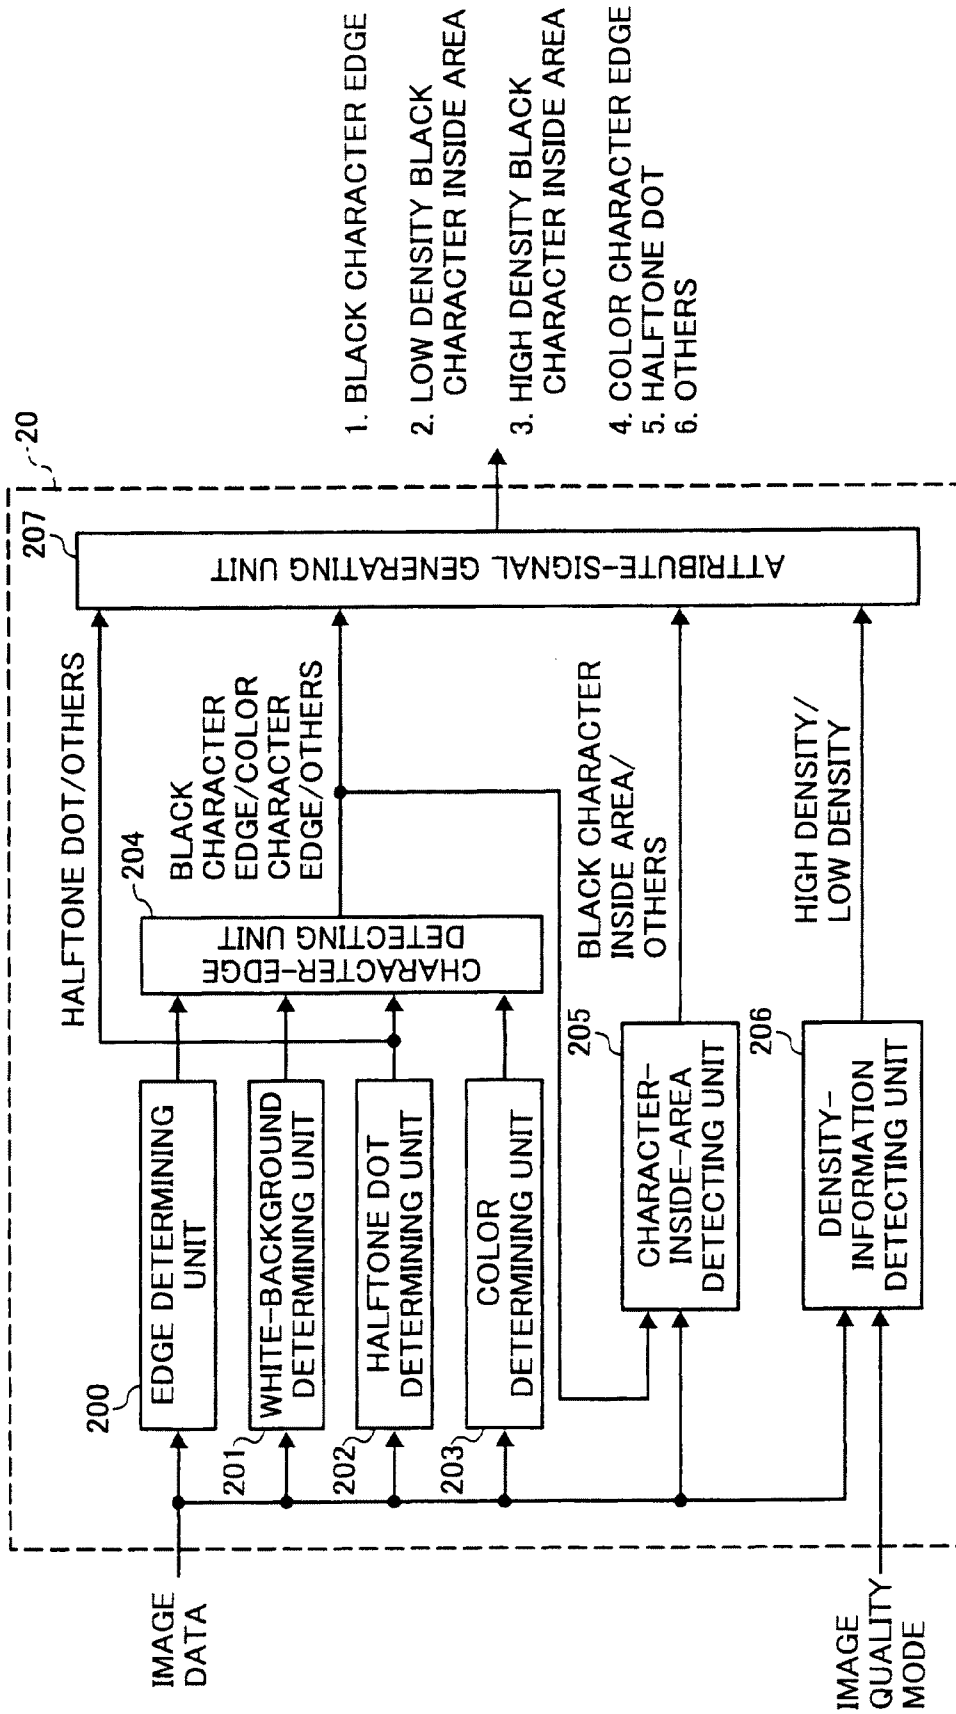 20
IMAGE
DATA
IMAGE
QUALITY
MODE
200
EDGE DETERMINING
UNIT
201
WHITE-BACKGROUND
DETERMINING UNIT
202
HALFTONE DOT
DETERMINING UNIT
203
COLOR
DETERMINING UNIT
HALFTONE DOT/OTHERS
204
CHARACTER-EDGE
DETECTING UNIT
BLACK
CHARACTER
EDGE/COLOR
CHARACTER
EDGE/OTHERS
205
CHARACTER-
INSIDE-AREA
DETECTING UNIT
BLACK CHARACTER
INSIDE AREA/
OTHERS
206
DENSITY-
INFORMATION
DETECTING UNIT
HIGH DENSITY/
LOW DENSITY
207
ATTRIBUTE-SIGNAL GENERATING UNIT
1. BLACK CHARACTER EDGE
2. LOW DENSITY BLACK
CHARACTER INSIDE AREA
3. HIGH DENSITY BLACK
CHARACTER INSIDE AREA
4. COLOR CHARACTER EDGE
5. HALFTONE DOT
6. OTHERS